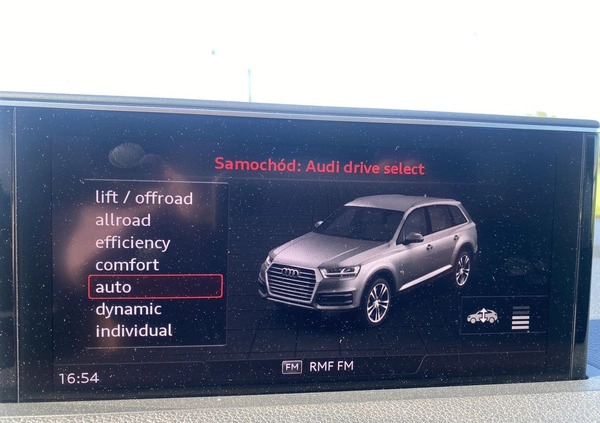 Samochód: Audi drive select
lift / offroad
allroad
efficiency
comfort
auto
dynamic
individual
FM RMF FM
16:54